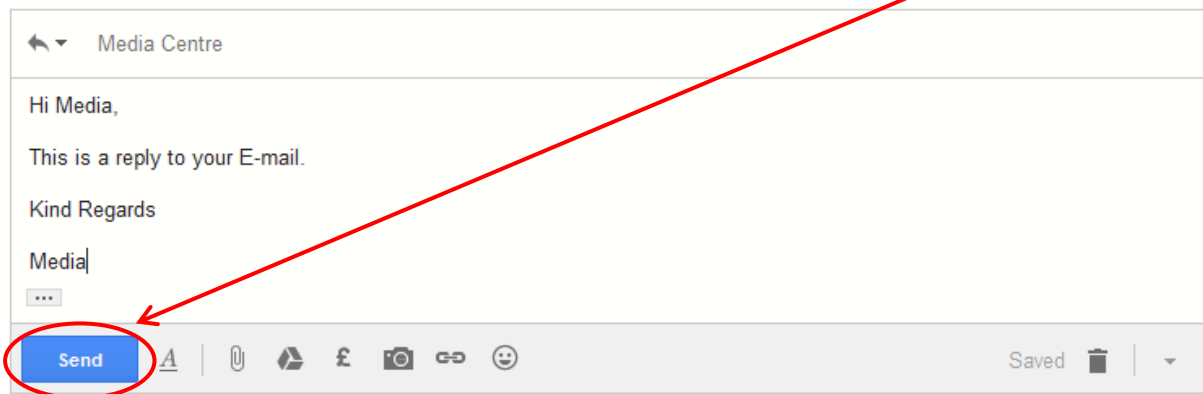 Media Centre
Hi Media,
This is a reply to your E-mail.
Kind Regards
Media
Send A £ Saved